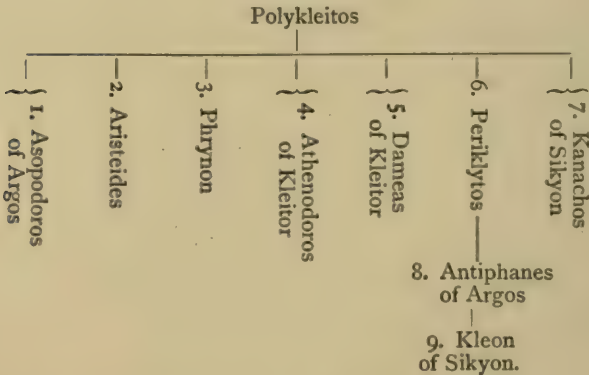 Polykleitos
1. Asopodoros
of Argos
2. Aristeides
3. Phrynon
4. Athenodoros
of Kleitor
5. Dameas
of Kleitor
6. Periklytos
7. Kanachos
of Sikyon
8. Antiphanes
of Argos
9. Kleon
of Sikyon.